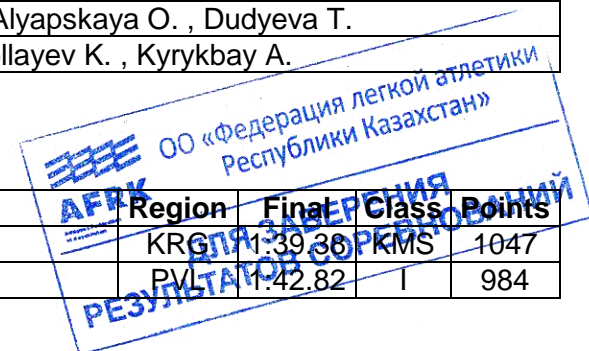 Alyapskaya O. , Dudyeva T.
llayev K. , Kyrykbay A.
ОО «Федерация легкой атлетики
Республики Казахстан»
AFRK
Region Final Class Points
KRG 1:39.38 KMS 1047
PVL 1:42.82 I 984
ДЛЯ ЗАВЕРЕНИЯ
РЕЗУЛЬТАТОВ СОРЕВНОВАНИЙ